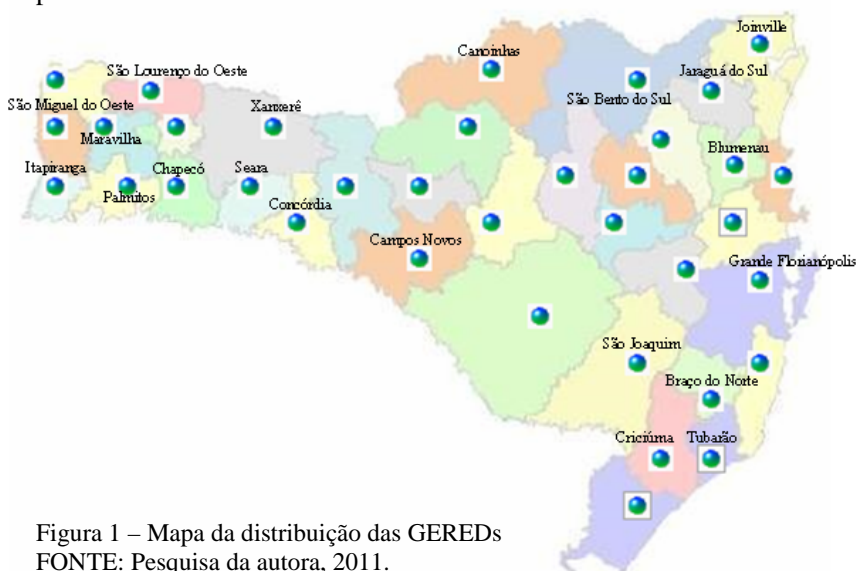 Joinville
Canoinhas
São Lourenço do Oeste
Jaraguá do Sul
São Bento do Sul
São Miguel do Oeste
Xanxerê
Maravilha
Blumenau
Itapiranga
Chapecó
Seara
Palmitos
Concórdia
Campos Novos
Grande Florianópolis
São Joaquim
Braço do Norte
Criciúma
Tubarão
Figura 1 – Mapa da distribuição das GEREDs
FONTE: Pesquisa da autora, 2011.